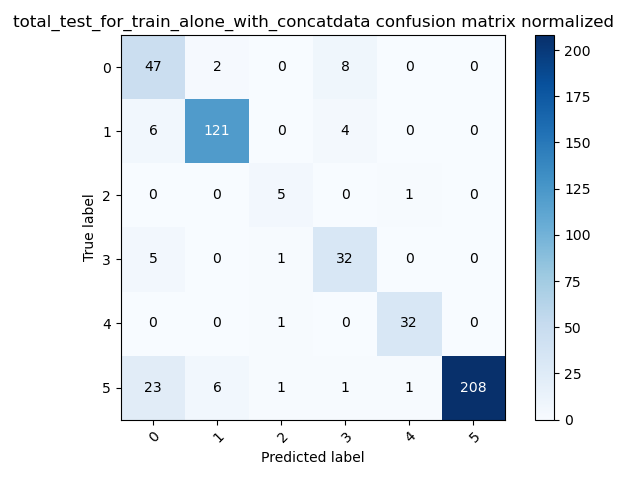 total_test_for_train_alone_with_concatdata confusion matrix normalized
0 47 2 0 8 0 0
1 6 121 0 4 0 0
2 0 0 5 0 1 0
3 5 0 1 32 0 0
4 0 0 1 0 32 0
5 23 6 1 1 1 208
0 1 2 3 4 5
True label
Predicted label
200
175
150
125
100
75
50
25
0